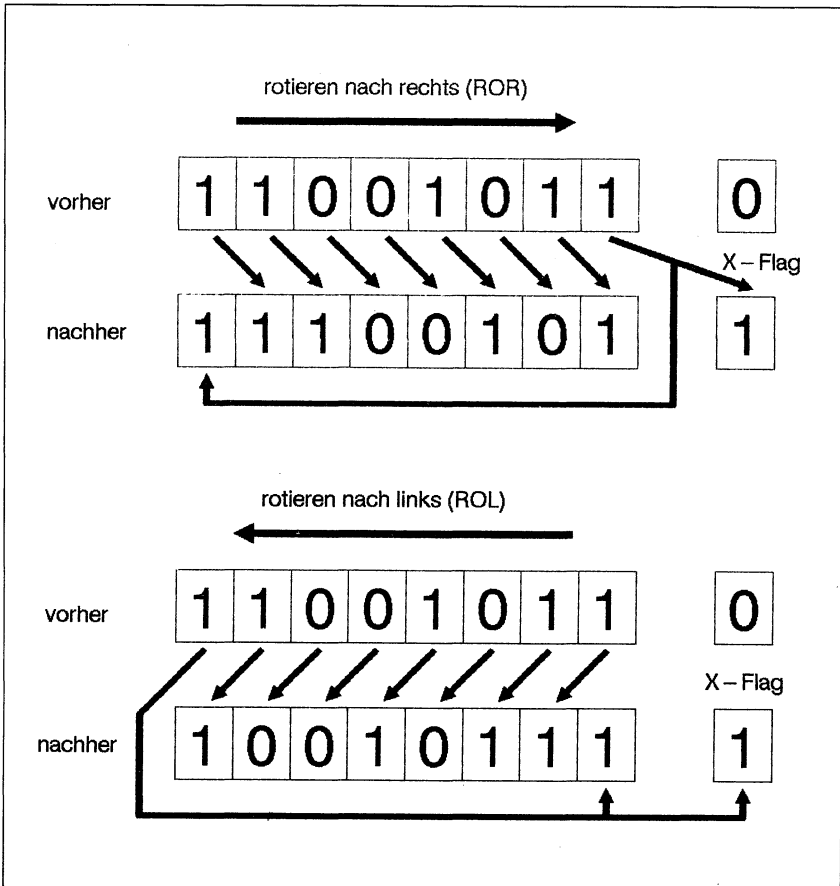 rotieren nach rechts (ROR)
vorher 1 1 0 0 1 0 1 1 0
X – Flag
nachher 1 1 1 0 0 1 0 1 1
rotieren nach links (ROL)
vorher 1 1 0 0 1 0 1 1 0
X – Flag
nachher 1 0 0 1 0 1 1 1 1